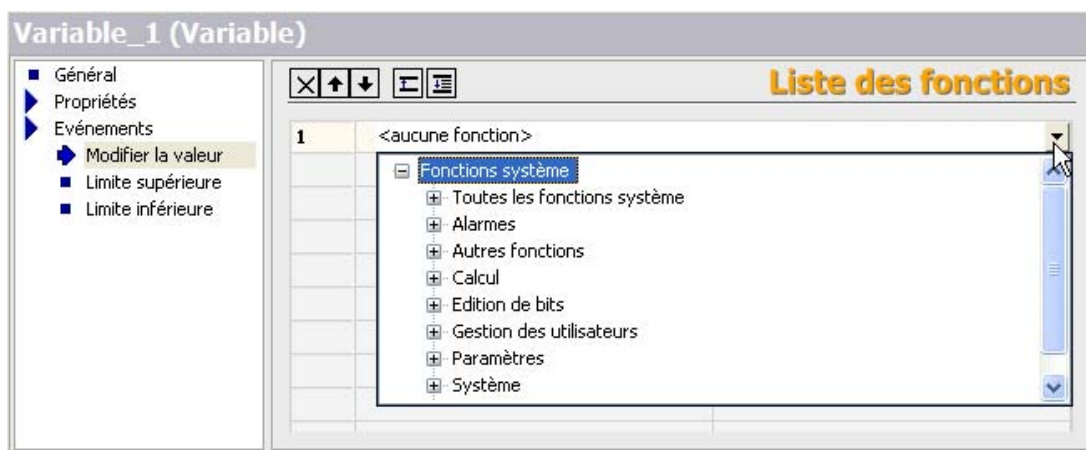 Variable_1 (Variable)
Général
Propriétés
Evénements
Modifier la valeur
Limite supérieure
Limite inférieure
Liste des fonctions
1 <aucune fonction>
Fonctions système
Toutes les fonctions système
Alarmes
Autres fonctions
Calcul
Edition de bits
Gestion des utilisateurs
Paramètres
Système